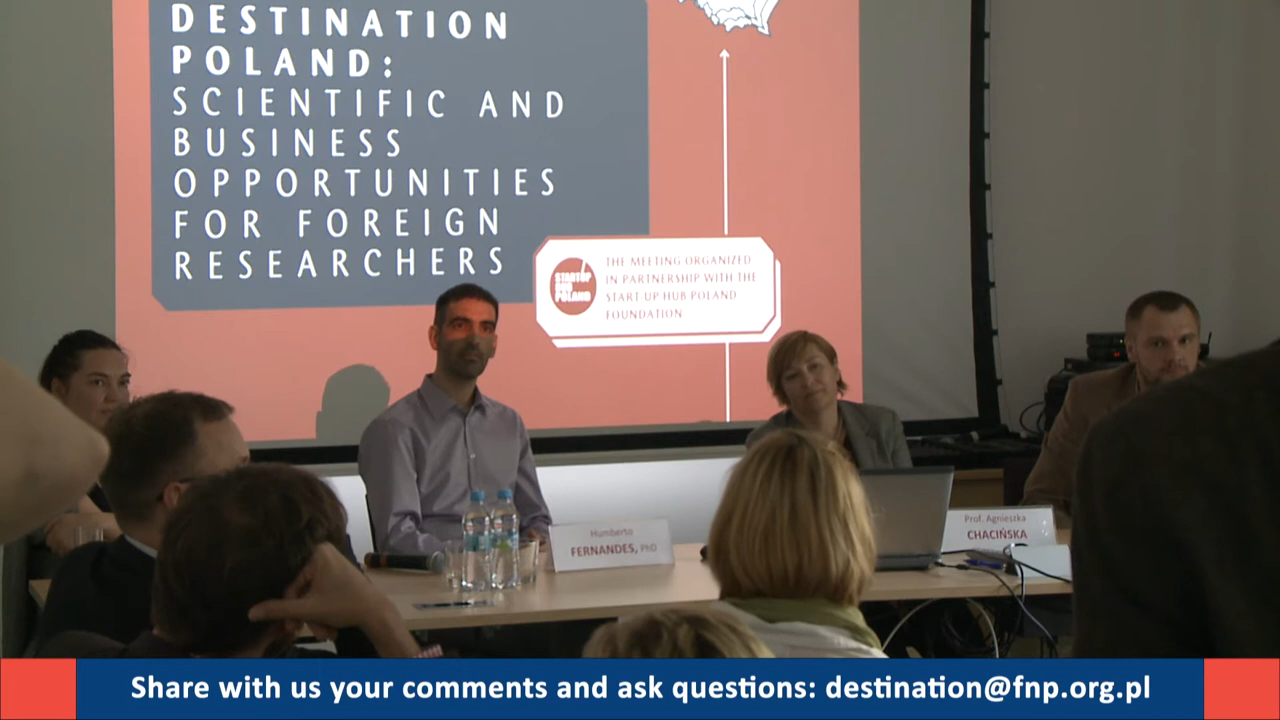 DESTINATION
POLAND:
SCIENTIFIC AND
BUSINESS
OPPORTUNITIES
FOR FOREIGN
RESEARCHERS
STARTUP
HUB
POLAND
THE MEETING ORGANIZED
IN PARTNERSHIP WITH THE
START-UP HUB POLAND
FOUNDATION
Humberto
FERNANDES, PhD
Prof. Agnieszka
CHACIŃSKA
Share with us your comments and ask questions: destination@fnp.org.pl